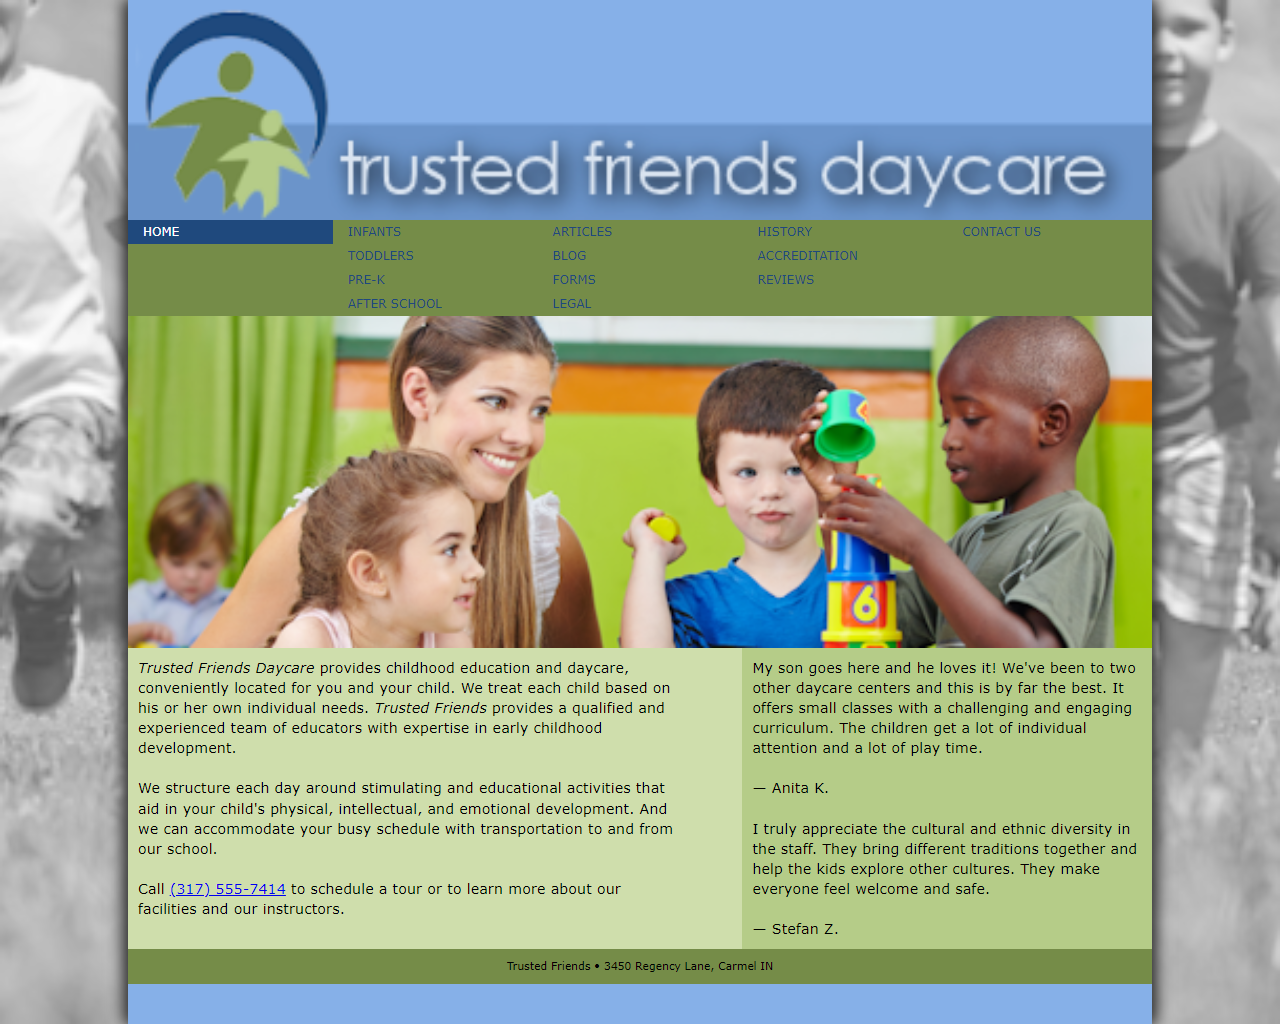 trusted friends daycare
HOME
INFANTS
TODDLERS
PRE-K
AFTER SCHOOL
ARTICLES
BLOG
FORMS
LEGAL
HISTORY
ACCREDITATION
REVIEWS
CONTACT US
6
Trusted Friends Daycare provides childhood education and daycare,
conveniently located for you and your child. We treat each child based on
his or her own individual needs. Trusted Friends provides a qualified and
experienced team of educators with expertise in early childhood
development.
We structure each day around stimulating and educational activities that
aid in your child's physical, intellectual, and emotional development. And
we can accommodate your busy schedule with transportation to and from
our school.
Call (317) 555-7414 to schedule a tour or to learn more about our
facilities and our instructors.
My son goes here and he loves it! We've been to two
other daycare centers and this is by far the best. It
offers small classes with a challenging and engaging
curriculum. The children get a lot of individual
attention and a lot of play time.
— Anita K.
I truly appreciate the cultural and ethnic diversity in
the staff. They bring different traditions together and
help the kids explore other cultures. They make
everyone feel welcome and safe.
— Stefan Z.
Trusted Friends • 3450 Regency Lane, Carmel IN